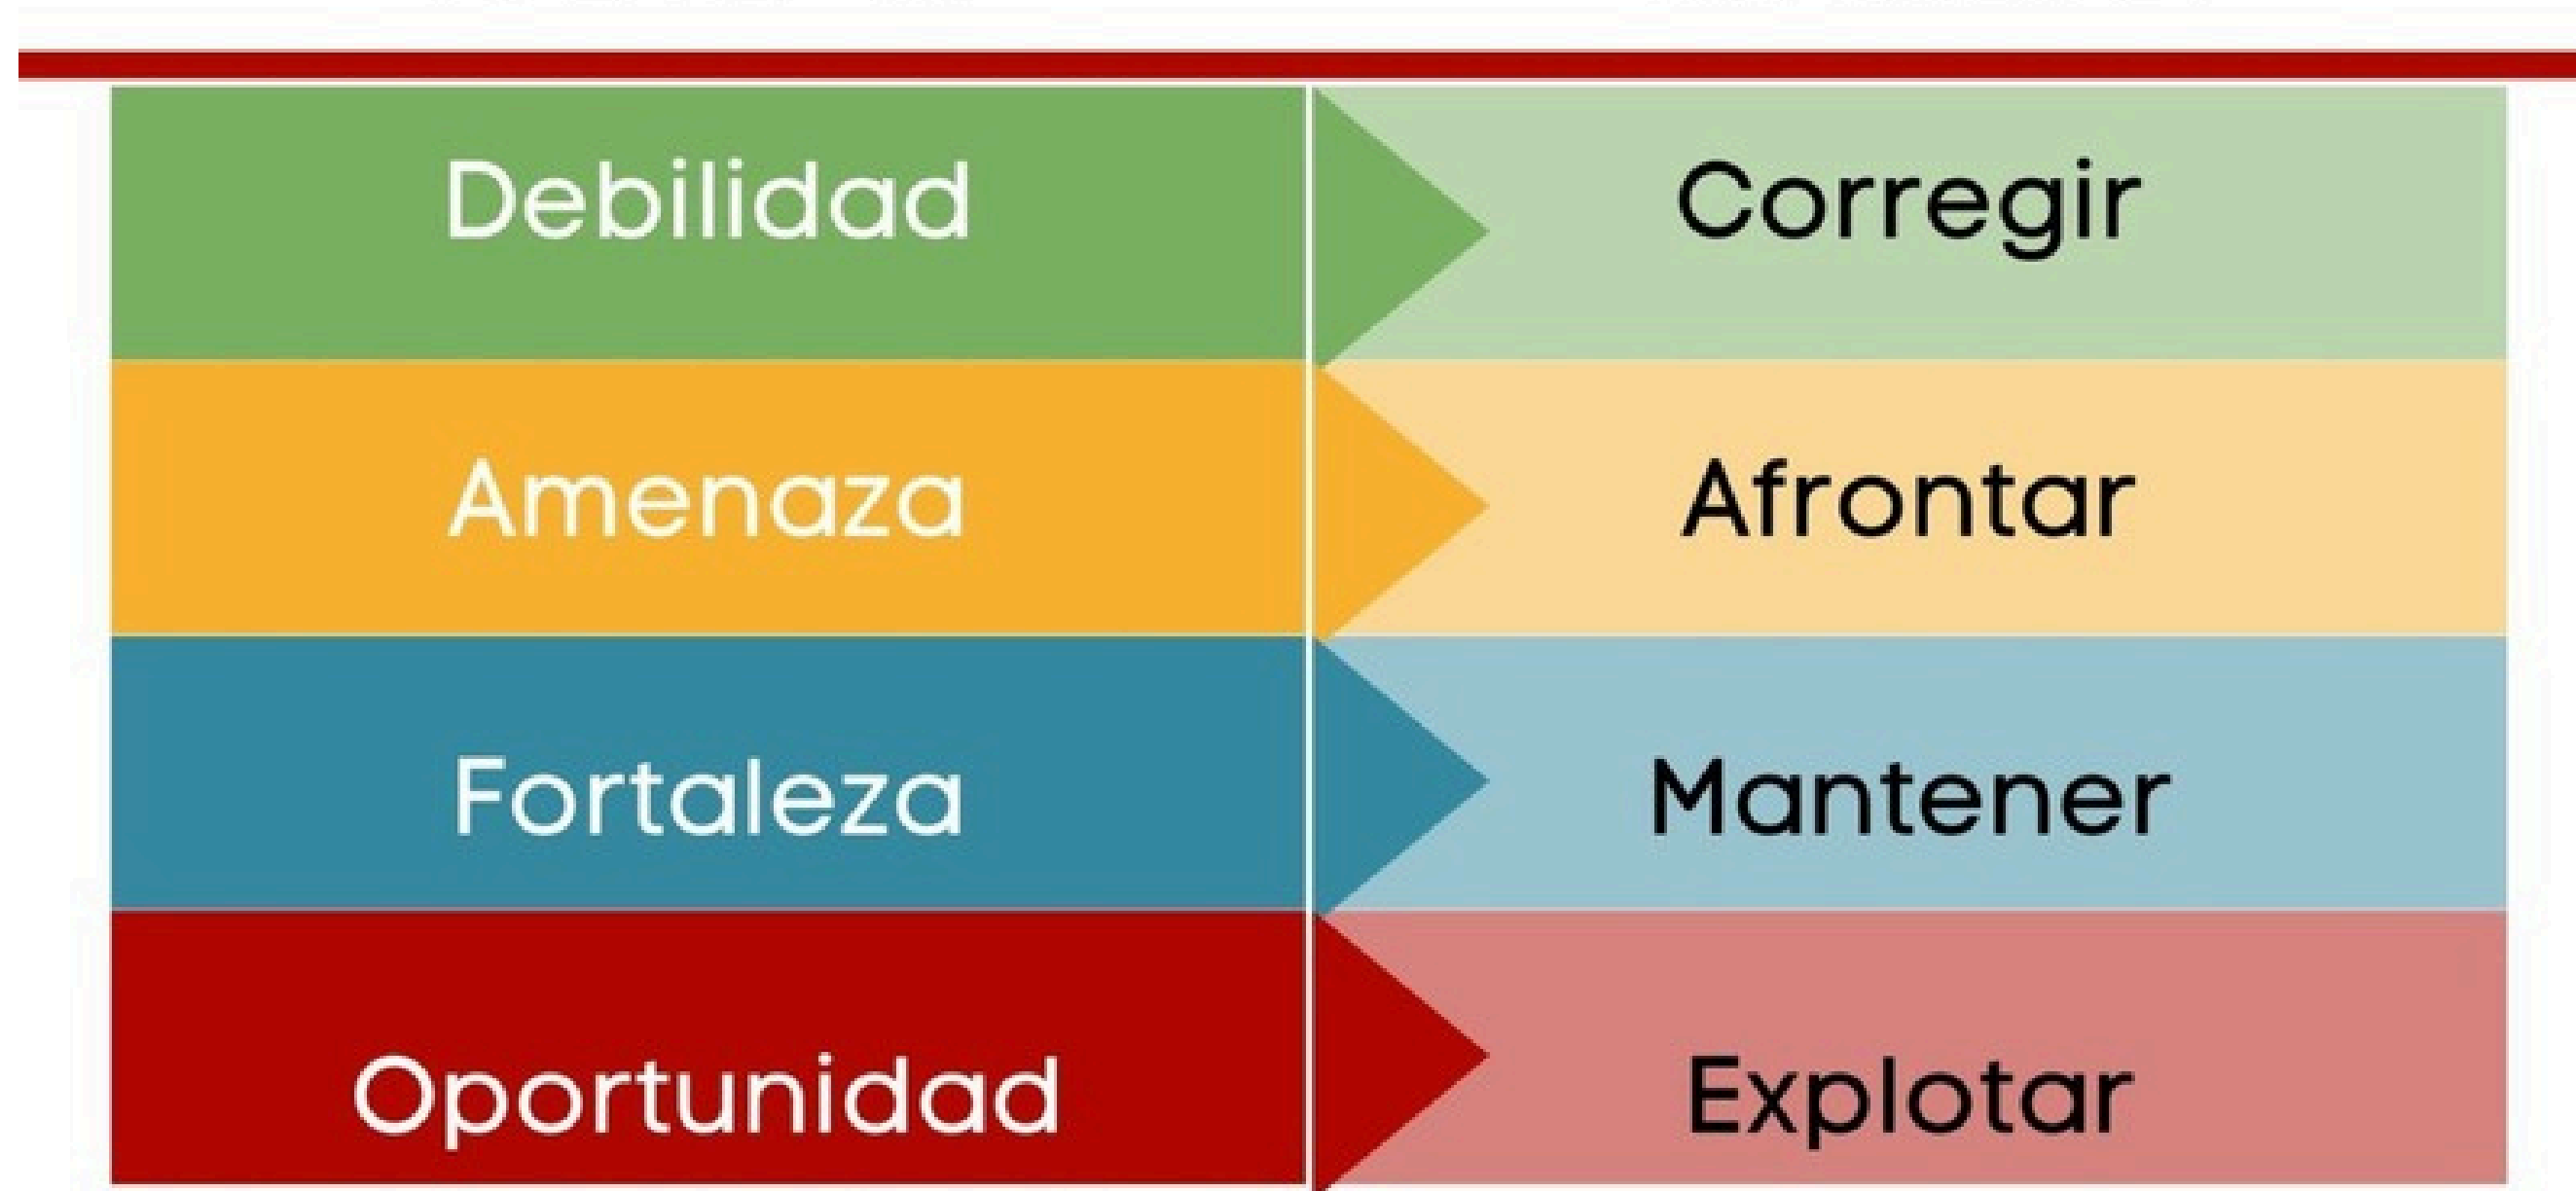 Debilidad
Corregir
Amenaza
Afrontar
Fortaleza
Mantener
Oportunidad
Explotar